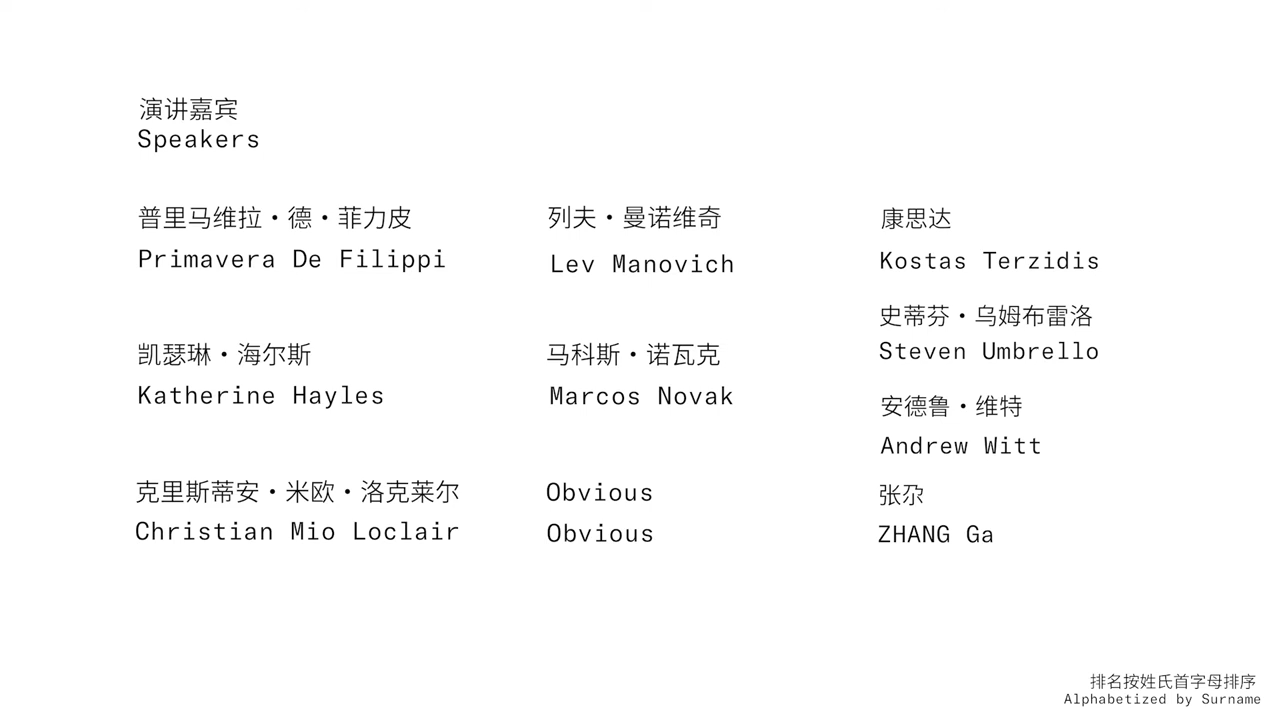 演讲嘉宾
Speakers
普里马维拉・德・菲力皮
Primavera De Filippi
凯瑟琳・海尔斯
Katherine Hayles
克里斯蒂安・米欧・洛克莱尔
Christian Mio Loclair
列夫・曼诺维奇
Lev Manovich
马科斯・诺瓦克
Marcos Novak
Obvious
Obvious
康思达
Kostas Terzidis
史蒂芬・乌姆布雷洛
Steven Umbrello
安德鲁・维特
Andrew Witt
张尕
ZHANG Ga
排名按姓氏首字母排序
Alphabetized by Surname